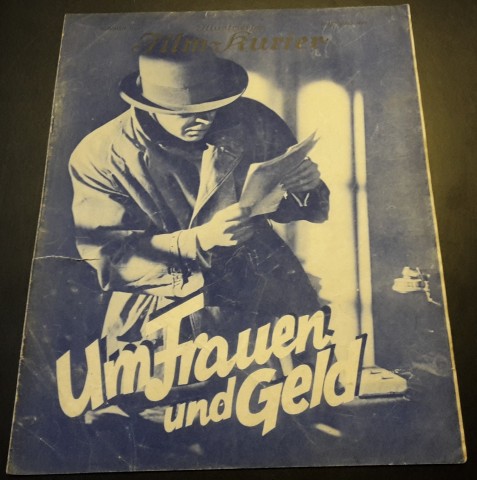 Film-Kurier
Um Frauen
und Geld